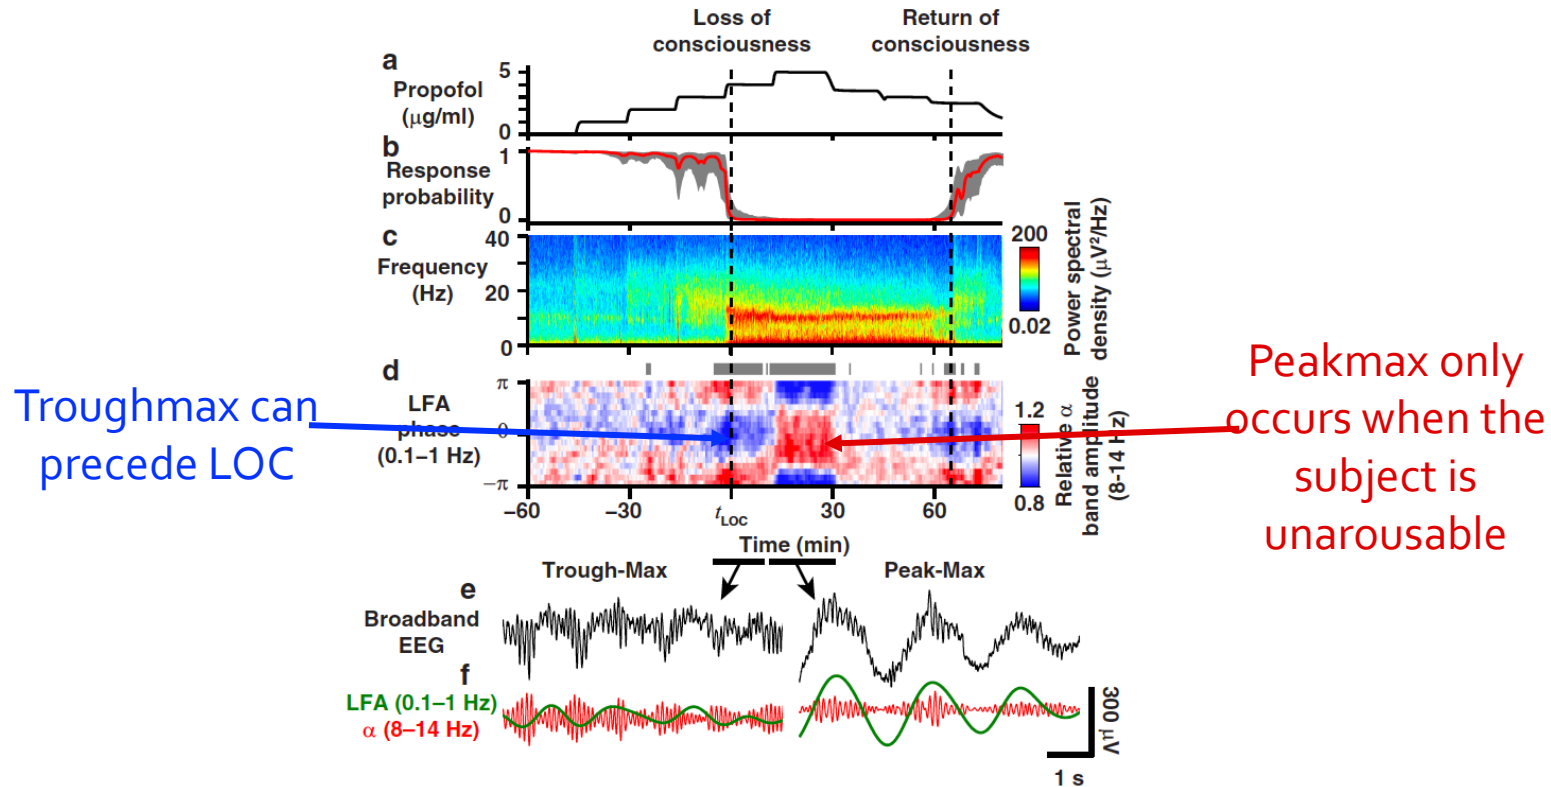 Loss of
consciousness
Return of
consciousness
a
Propofol
(μg/ml)
5
0
b
Response
probability
1
0
c
Frequency
(Hz)
40
20
0
200
0.02
Power spectral
density (μV²/Hz)
d
LFA
phase
(0.1–1 Hz)
π
0
−π
1.2
0.8
Relative α
band amplitude
(8-14 Hz)
Troughmax can
precede LOC
Peakmax only
occurs when the
subject is
unarousable
−60
−30
tLOC
30
60
Time (min)
Trough-Max
Peak-Max
e
Broadband
EEG
f
LFA (0.1–1 Hz)
α (8–14 Hz)
300 μV
1 s